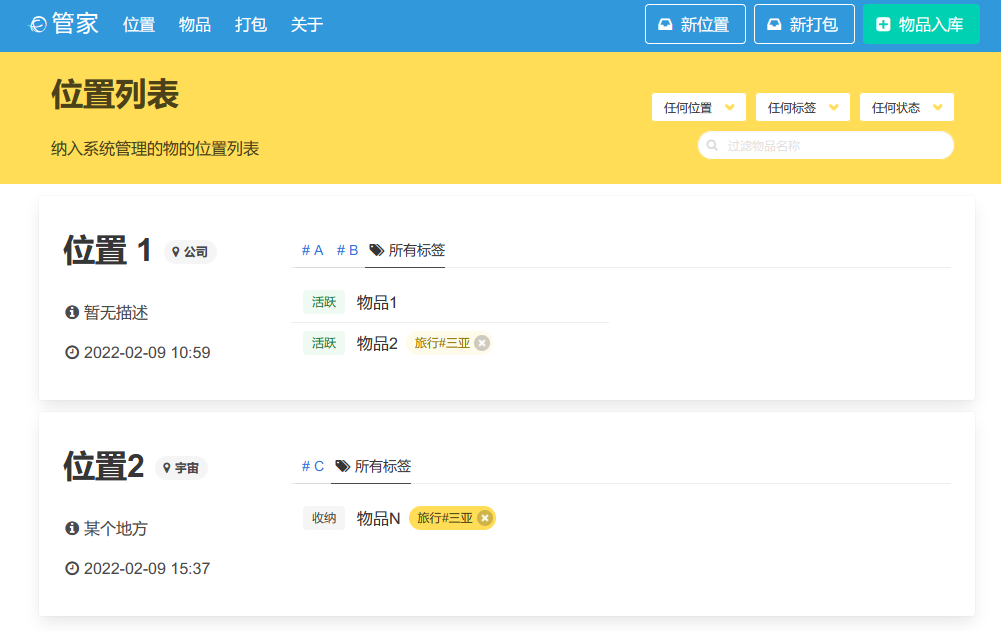 管家 位置 物品 打包 关于 新位置 新打包 物品入库
位置列表
任何位置 任何标签 任何状态
纳入系统管理的物的位置列表
过滤物品名称
位置 1 公司
# A # B 所有标签
暂无描述
2022-02-09 10:59
活跃 物品1
活跃 物品2 旅行#三亚
位置2 宇宙
# C 所有标签
某个地方
2022-02-09 15:37
收纳 物品N 旅行#三亚